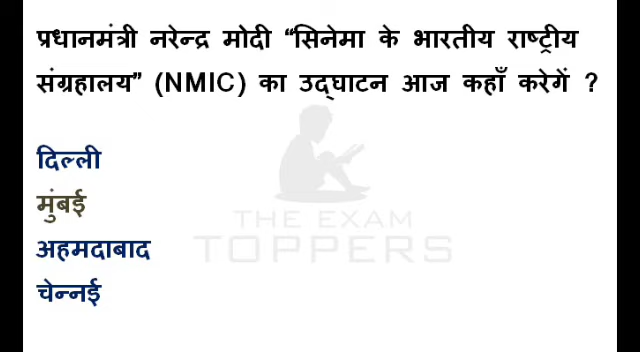 प्रधानमंत्री नरेन्द्र मोदी “सिनेमा के भारतीय राष्ट्रीय
संग्रहालय” (NMIC) का उद्घाटन आज कहाँ करेगें ?
दिल्ली
मुंबई
अहमदाबाद
चेन्नई
THE EXAM
TOPPERS